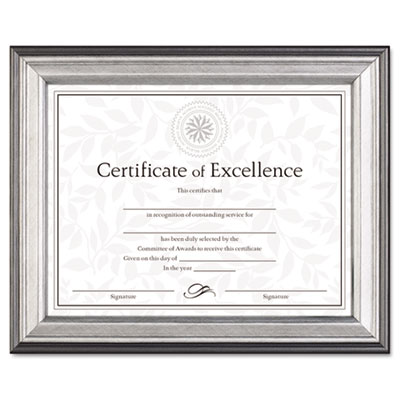 Certificate of Excellence
This certifies that
in recognition of outstanding service for
has been duly selected by the
Committee of Awards to receive this certificate
Given on this day of
In the year
Signature
Signature